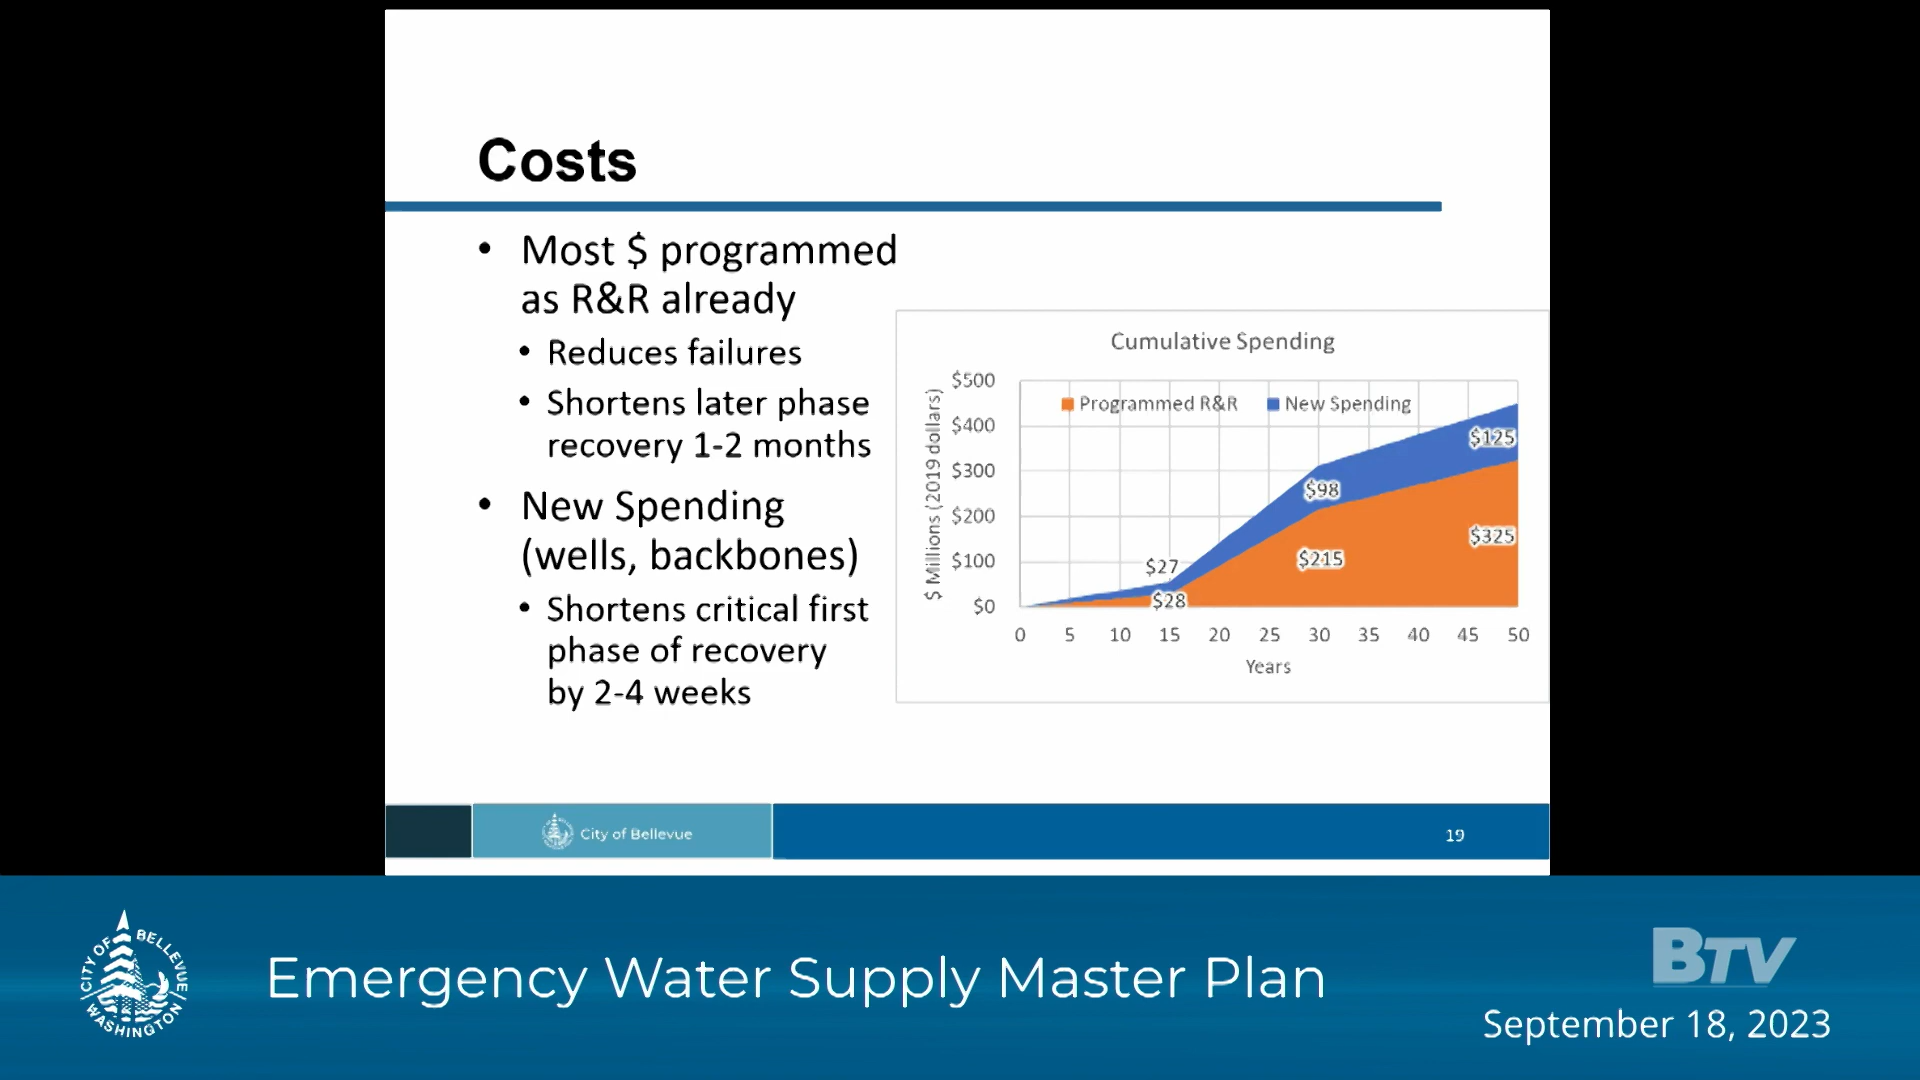 Costs
• Most $ programmed
as R&R already
• Reduces failures
• Shortens later phase
recovery 1-2 months
• New Spending
(wells, backbones)
• Shortens critical first
phase of recovery
by 2-4 weeks
Cumulative Spending
$ Millions (2019 dollars)
$500
$400
$300
$200
$100
$0
Programmed R&R New Spending
$125
$98
$325
$215
$27
$28
0 5 10 15 20 25 30 35 40 45 50
Years
City of Bellevue
19
CITY OF BELLEVUE
WASHINGTON
Emergency Water Supply Master Plan
BTV
September 18, 2023